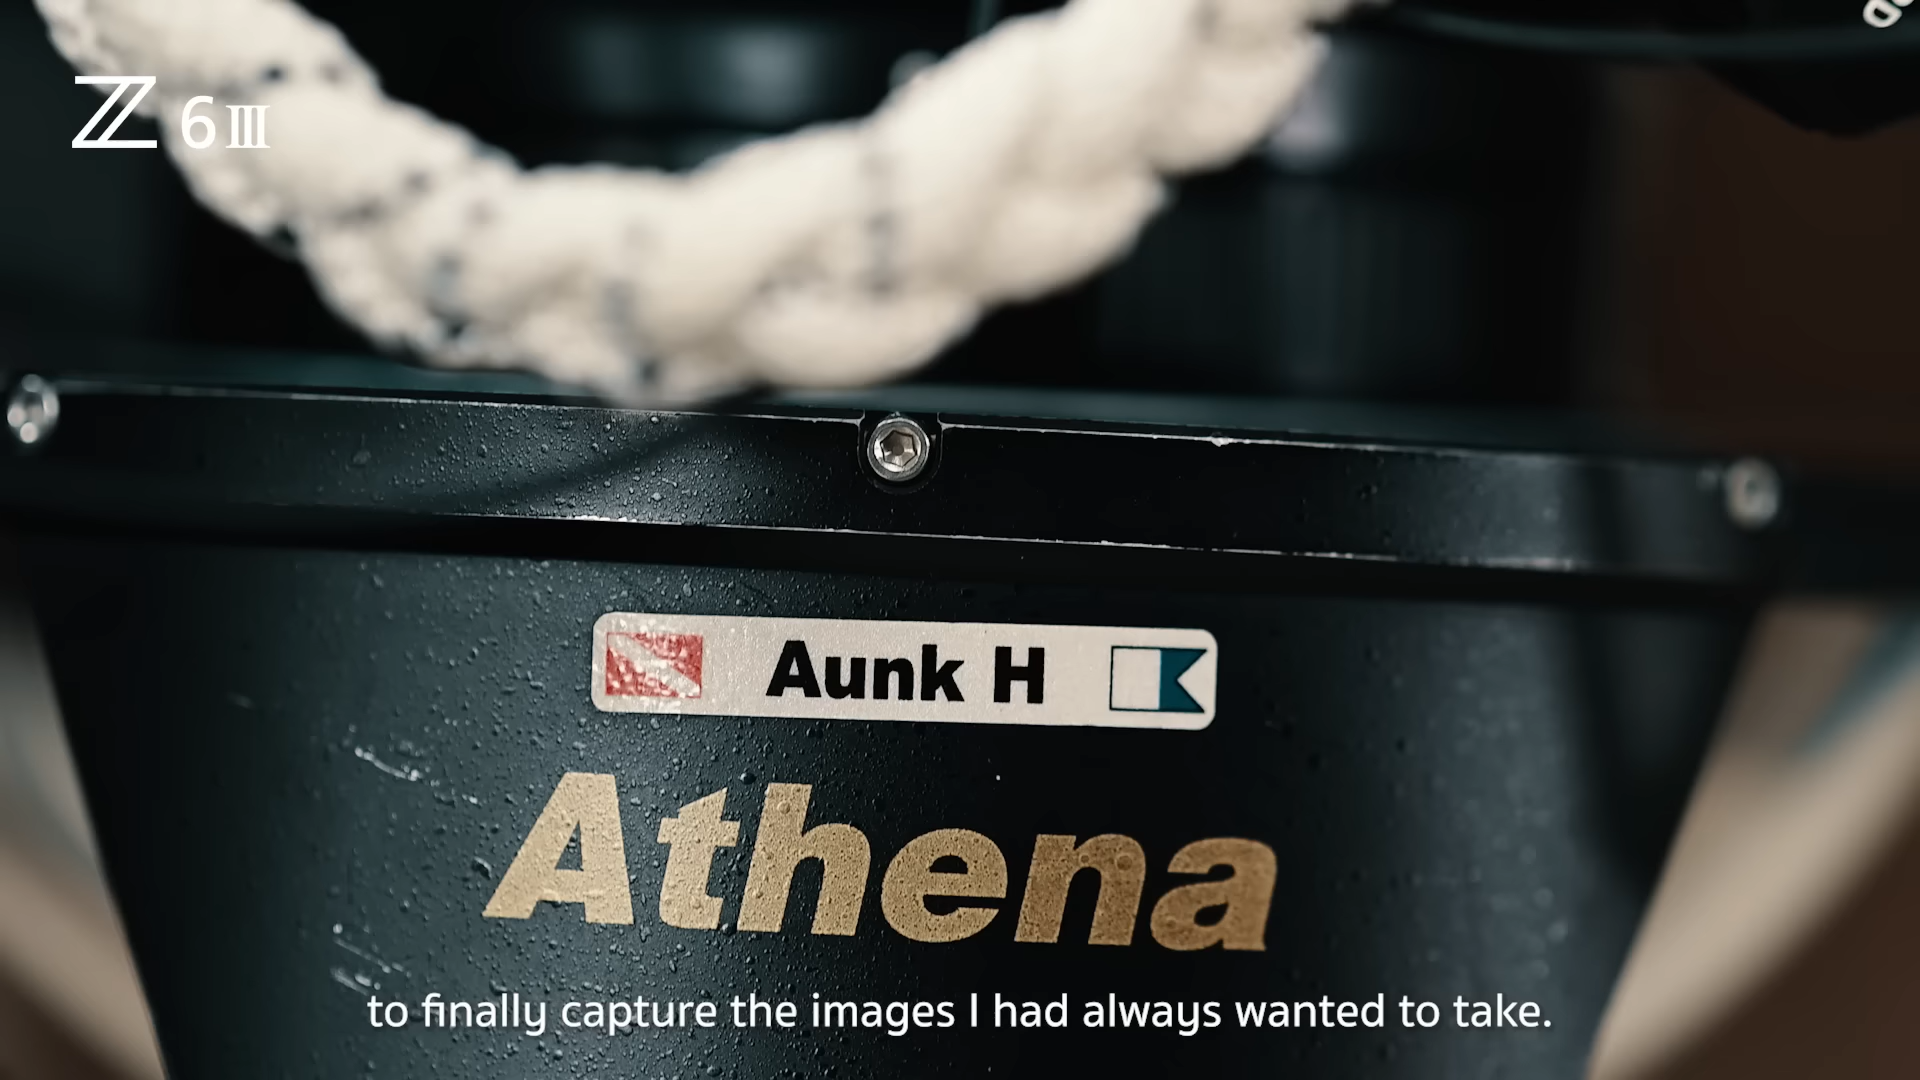 Z 6III
Aunk H
Athena
to finally capture the images I had always wanted to take.